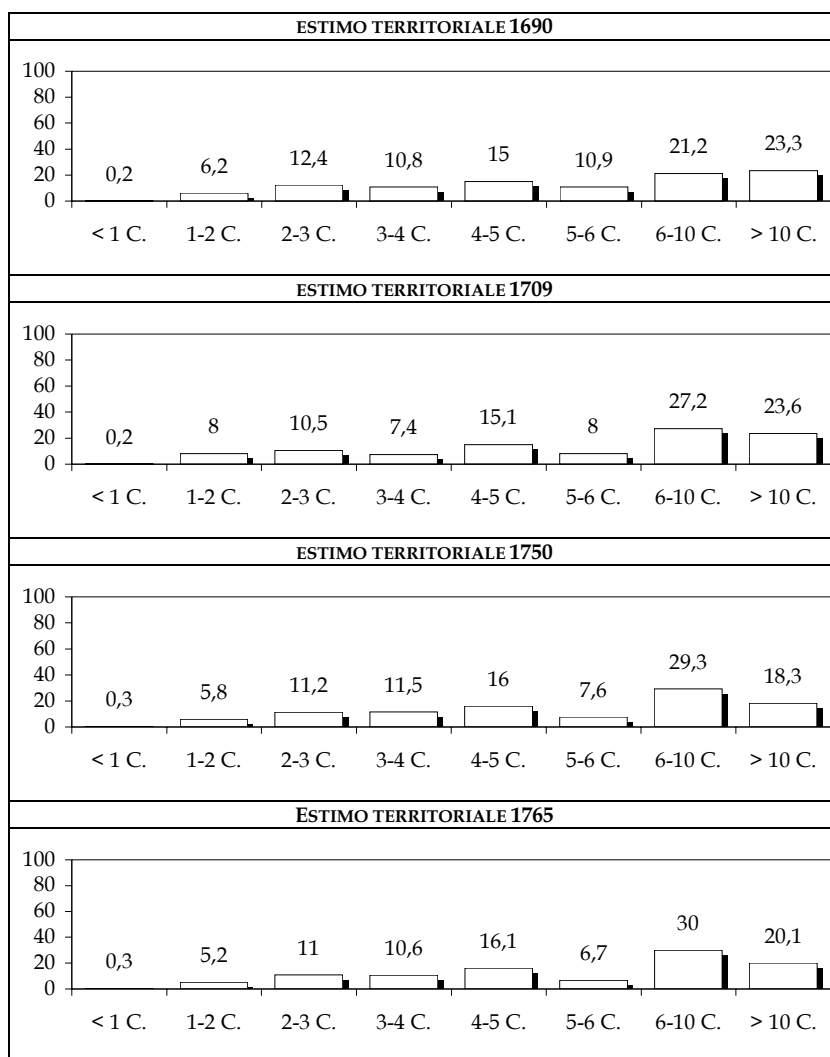 ESTIMO TERRITORIALE 1690
100
80
60
40
20
0
0,2 6,2 12,4 10,8 15 10,9 21,2 23,3
< 1 C. 1-2 C. 2-3 C. 3-4 C. 4-5 C. 5-6 C. 6-10 C. > 10 C.
ESTIMO TERRITORIALE 1709
100
80
60
40
20
0
0,2 8 10,5 7,4 15,1 8 27,2 23,6
< 1 C. 1-2 C. 2-3 C. 3-4 C. 4-5 C. 5-6 C. 6-10 C. > 10 C.
ESTIMO TERRITORIALE 1750
100
80
60
40
20
0
0,3 5,8 11,2 11,5 16 7,6 29,3 18,3
< 1 C. 1-2 C. 2-3 C. 3-4 C. 4-5 C. 5-6 C. 6-10 C. > 10 C.
ESTIMO TERRITORIALE 1765
100
80
60
40
20
0
0,3 5,2 11 10,6 16,1 6,7 30 20,1
< 1 C. 1-2 C. 2-3 C. 3-4 C. 4-5 C. 5-6 C. 6-10 C. > 10 C.